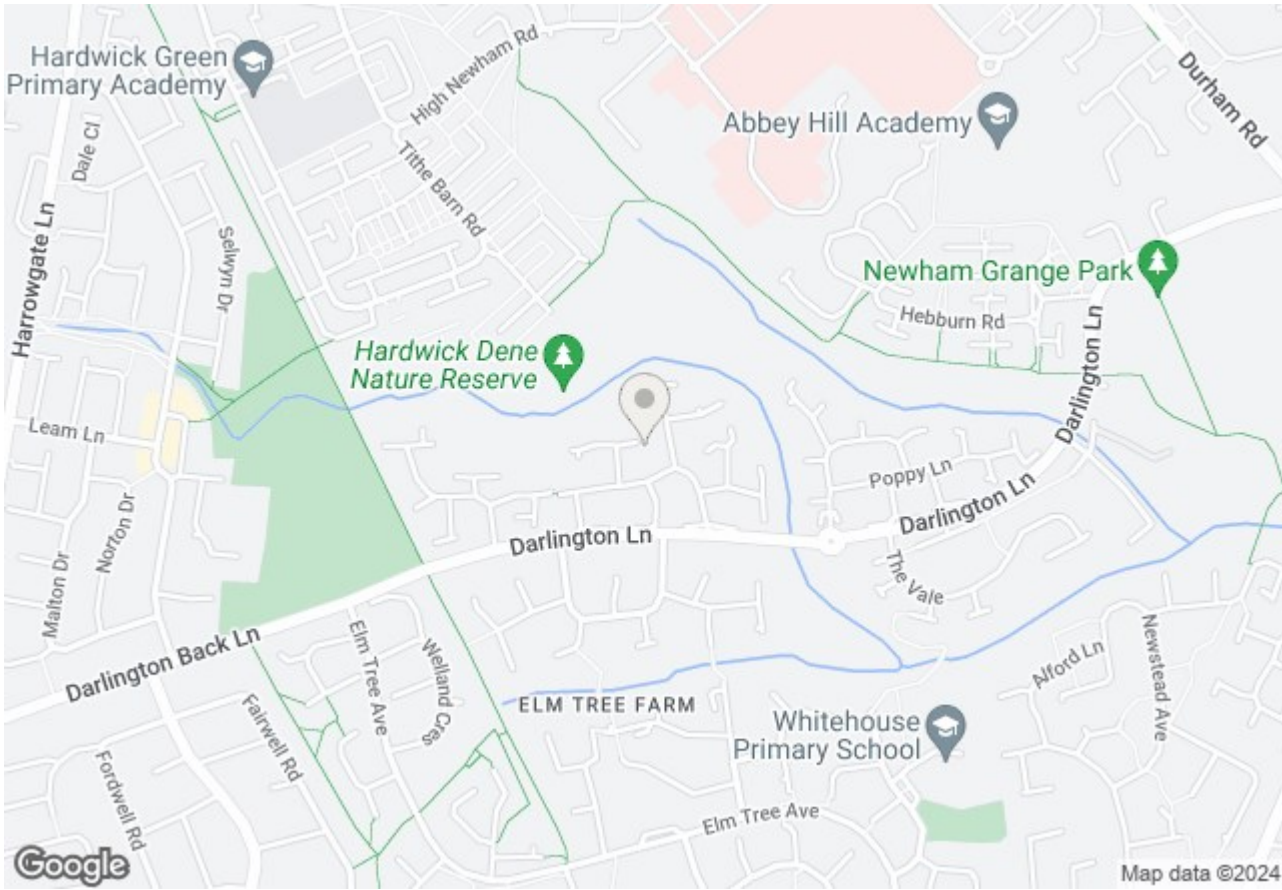 Hardwick Green
Primary Academy
High Newham Rd
Durham Rd
Abbey Hill Academy
Dale Cl
Tithe Barn Rd
Harrowgate Ln
Selwyn Dr
Newham Grange Park
Hebburn Rd
Hardwick Dene
Nature Reserve
Darlington Ln
Leam Ln
Poppy Ln
Norton Dr
Darlington Ln
Darlington Ln
Malton Dr
The Vale
Elm Tree Ave
Welland Cres
Darlington Back Ln
Alford Ln
Newstead Ave
ELM TREE FARM
Fairwell Rd
Whitehouse
Primary School
Fordwell Rd
Elm Tree Ave
Google
Map data ©2024